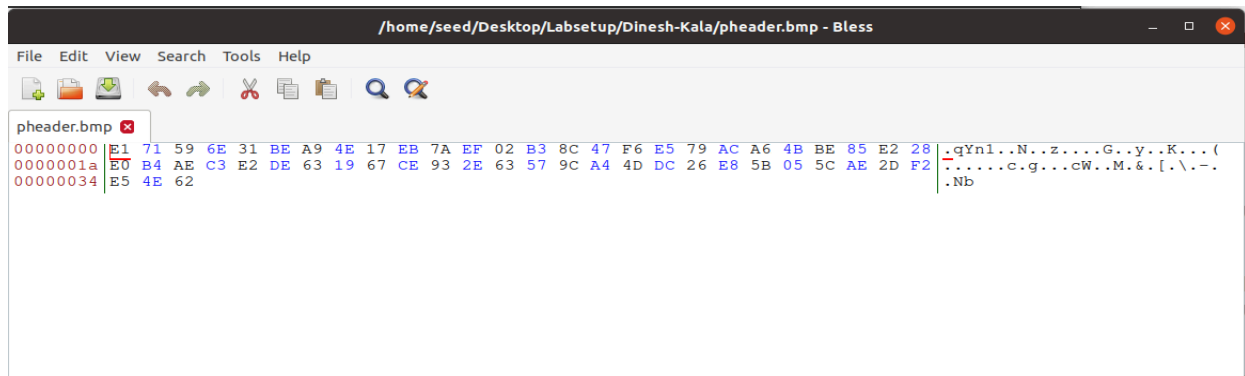 /home/seed/Desktop/Labsetup/Dinesh-Kala/pheader.bmp - Bless
File Edit View Search Tools Help
pheader.bmp
00000000 E1 71 59 6E 31 BE A9 4E 17 EB 7A EF 02 B3 8C 47 F6 E5 79 AC A6 4B BE 85 E2 28 .qYn1..N..z....G..y..K...(
0000001a E0 B4 AE C3 E2 DE 63 19 67 CE 93 2E 63 57 9C A4 4D DC 26 E8 5B 05 5C AE 2D F2 ......c.g...cW..M.&.[.\.-.
00000034 E5 4E 62 .Nb